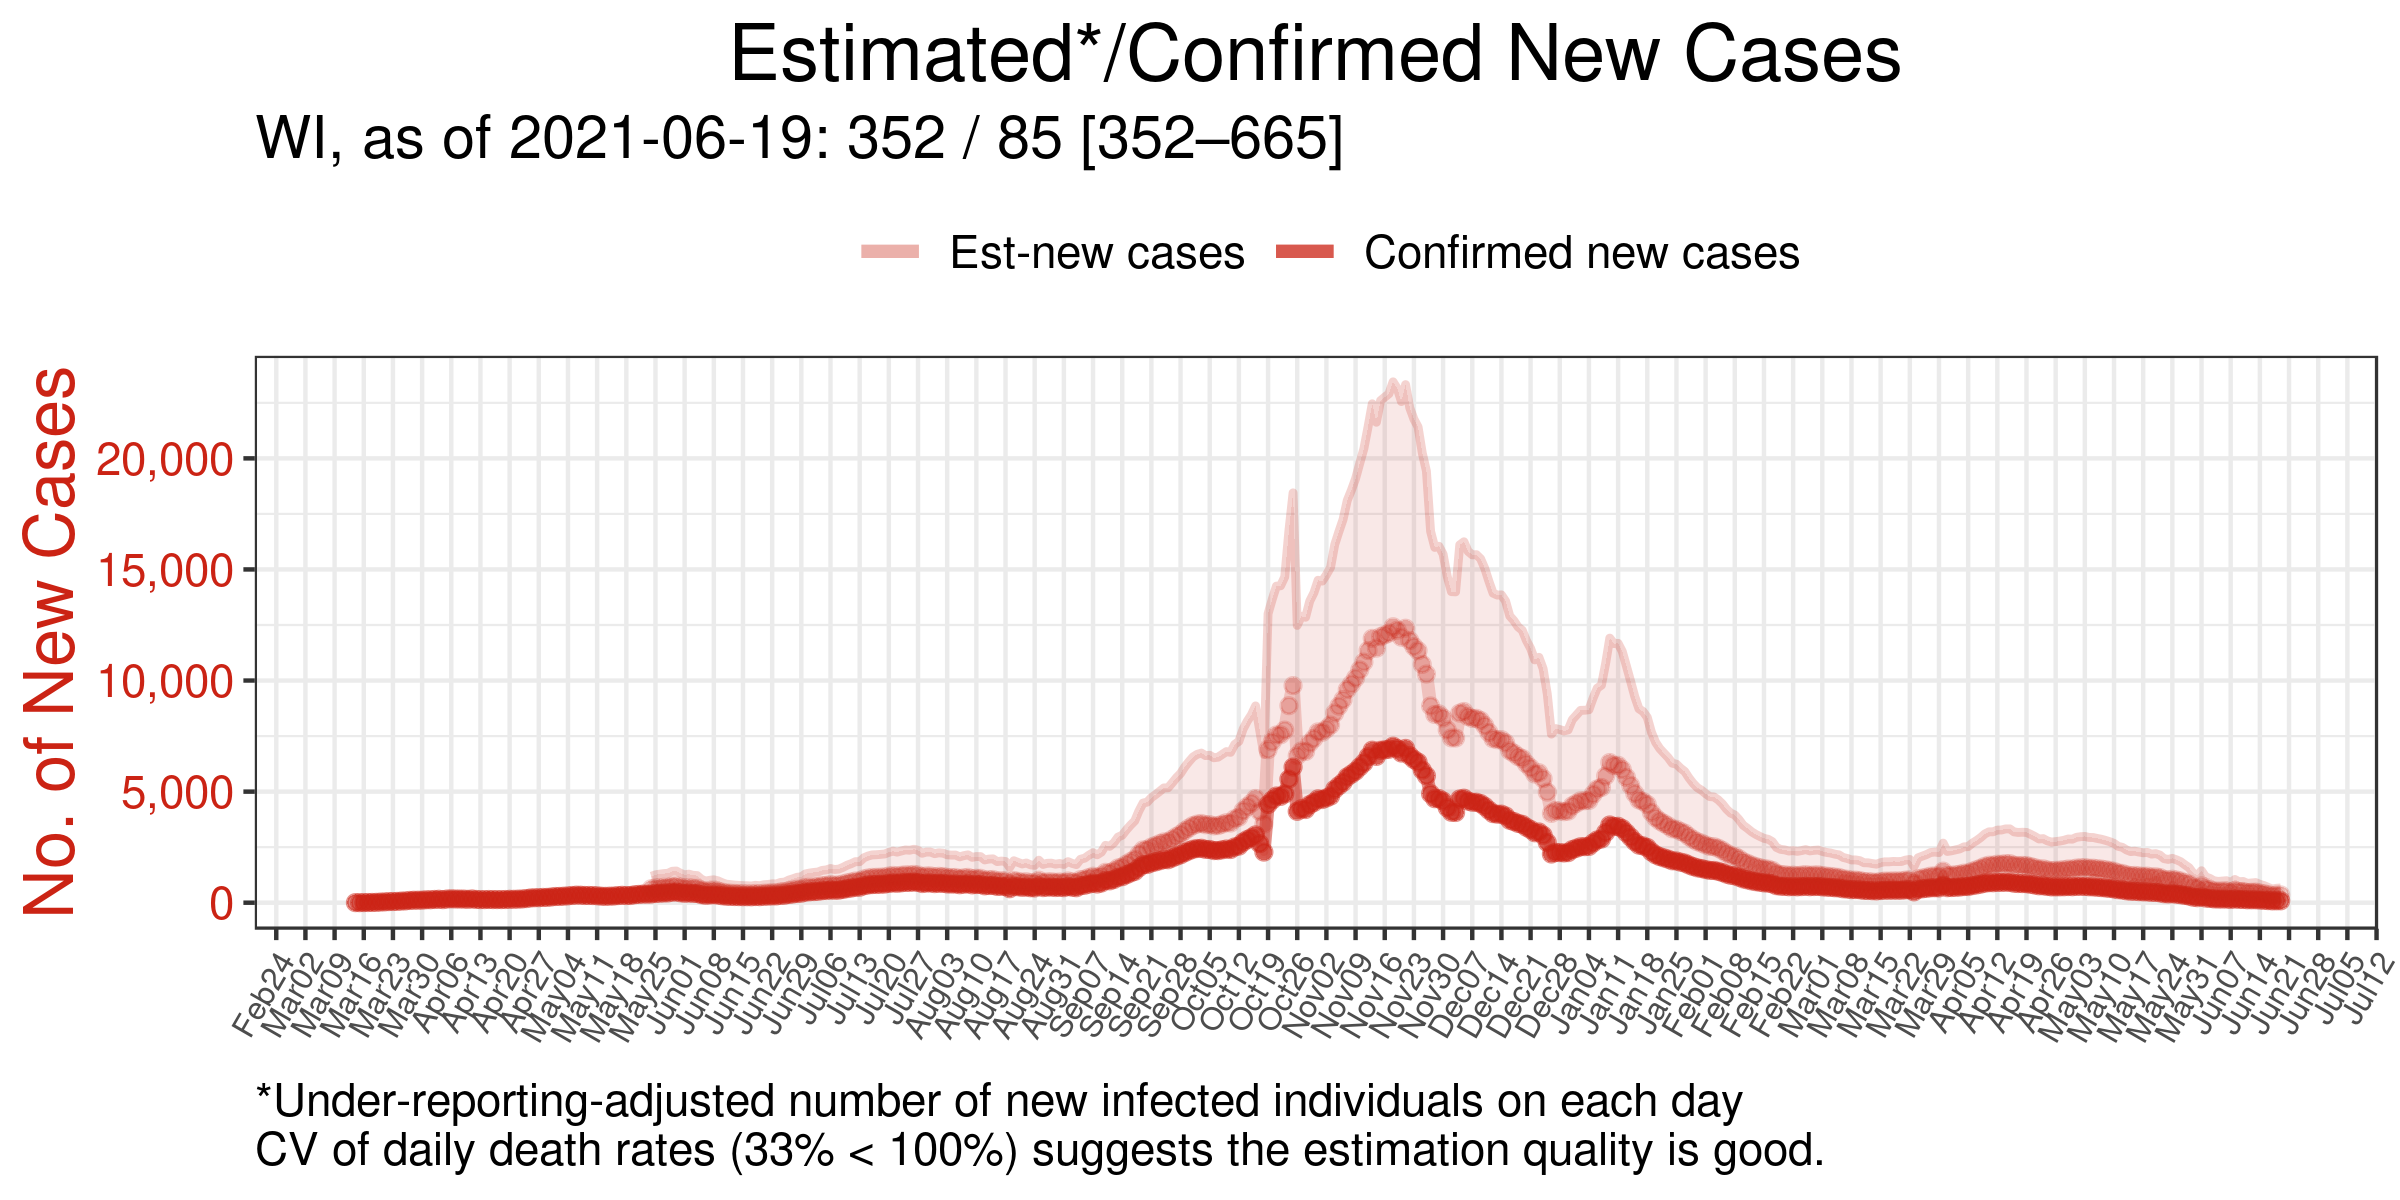 Estimated*/Confirmed New Cases
WI, as of 2021-06-19: 352 / 85 [352–665]
Est-new cases
Confirmed new cases
No. of New Cases
20,000
15,000
10,000
5,000
0
Feb24
Mar02
Mar09
Mar16
Mar23
Mar30
Apr06
Apr13
Apr20
Apr27
May04
May11
May18
May25
Jun01
Jun08
Jun15
Jun22
Jun29
Jul06
Jul13
Jul20
Jul27
Aug03
Aug10
Aug17
Aug24
Aug31
Sep07
Sep14
Sep21
Sep28
Oct05
Oct12
Oct19
Oct26
Nov02
Nov09
Nov16
Nov23
Nov30
Dec07
Dec14
Dec21
Dec28
Jan04
Jan11
Jan18
Jan25
Feb01
Feb08
Feb15
Feb22
Mar01
Mar08
Mar15
Mar22
Mar29
Apr05
Apr12
Apr19
Apr26
May03
May10
May17
May24
May31
Jun07
Jun14
Jun21
Jun28
Jul05
Jul12
*Under-reporting-adjusted number of new infected individuals on each day
CV of daily death rates (33% < 100%) suggests the estimation quality is good.